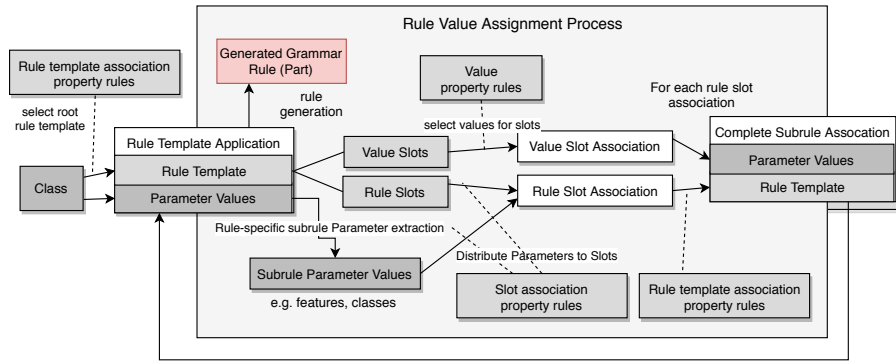 Rule Value Assignment Process
Rule template association
property rules
Generated Grammar
Rule (Part)
Value
property rules
select root
rule template
rule
generation
For each rule slot
association
select values for slots
Rule Template Application
Rule Template
Parameter Values
Class
Value Slots
Rule Slots
Value Slot Association
Rule Slot Association
Complete Subrule Assocation
Parameter Values
Rule Template
Rule-specific subrule Parameter extraction
Distribute Parameters to Slots
Subrule Parameter Values
e.g. features, classes
Slot association
property rules
Rule template association
property rules